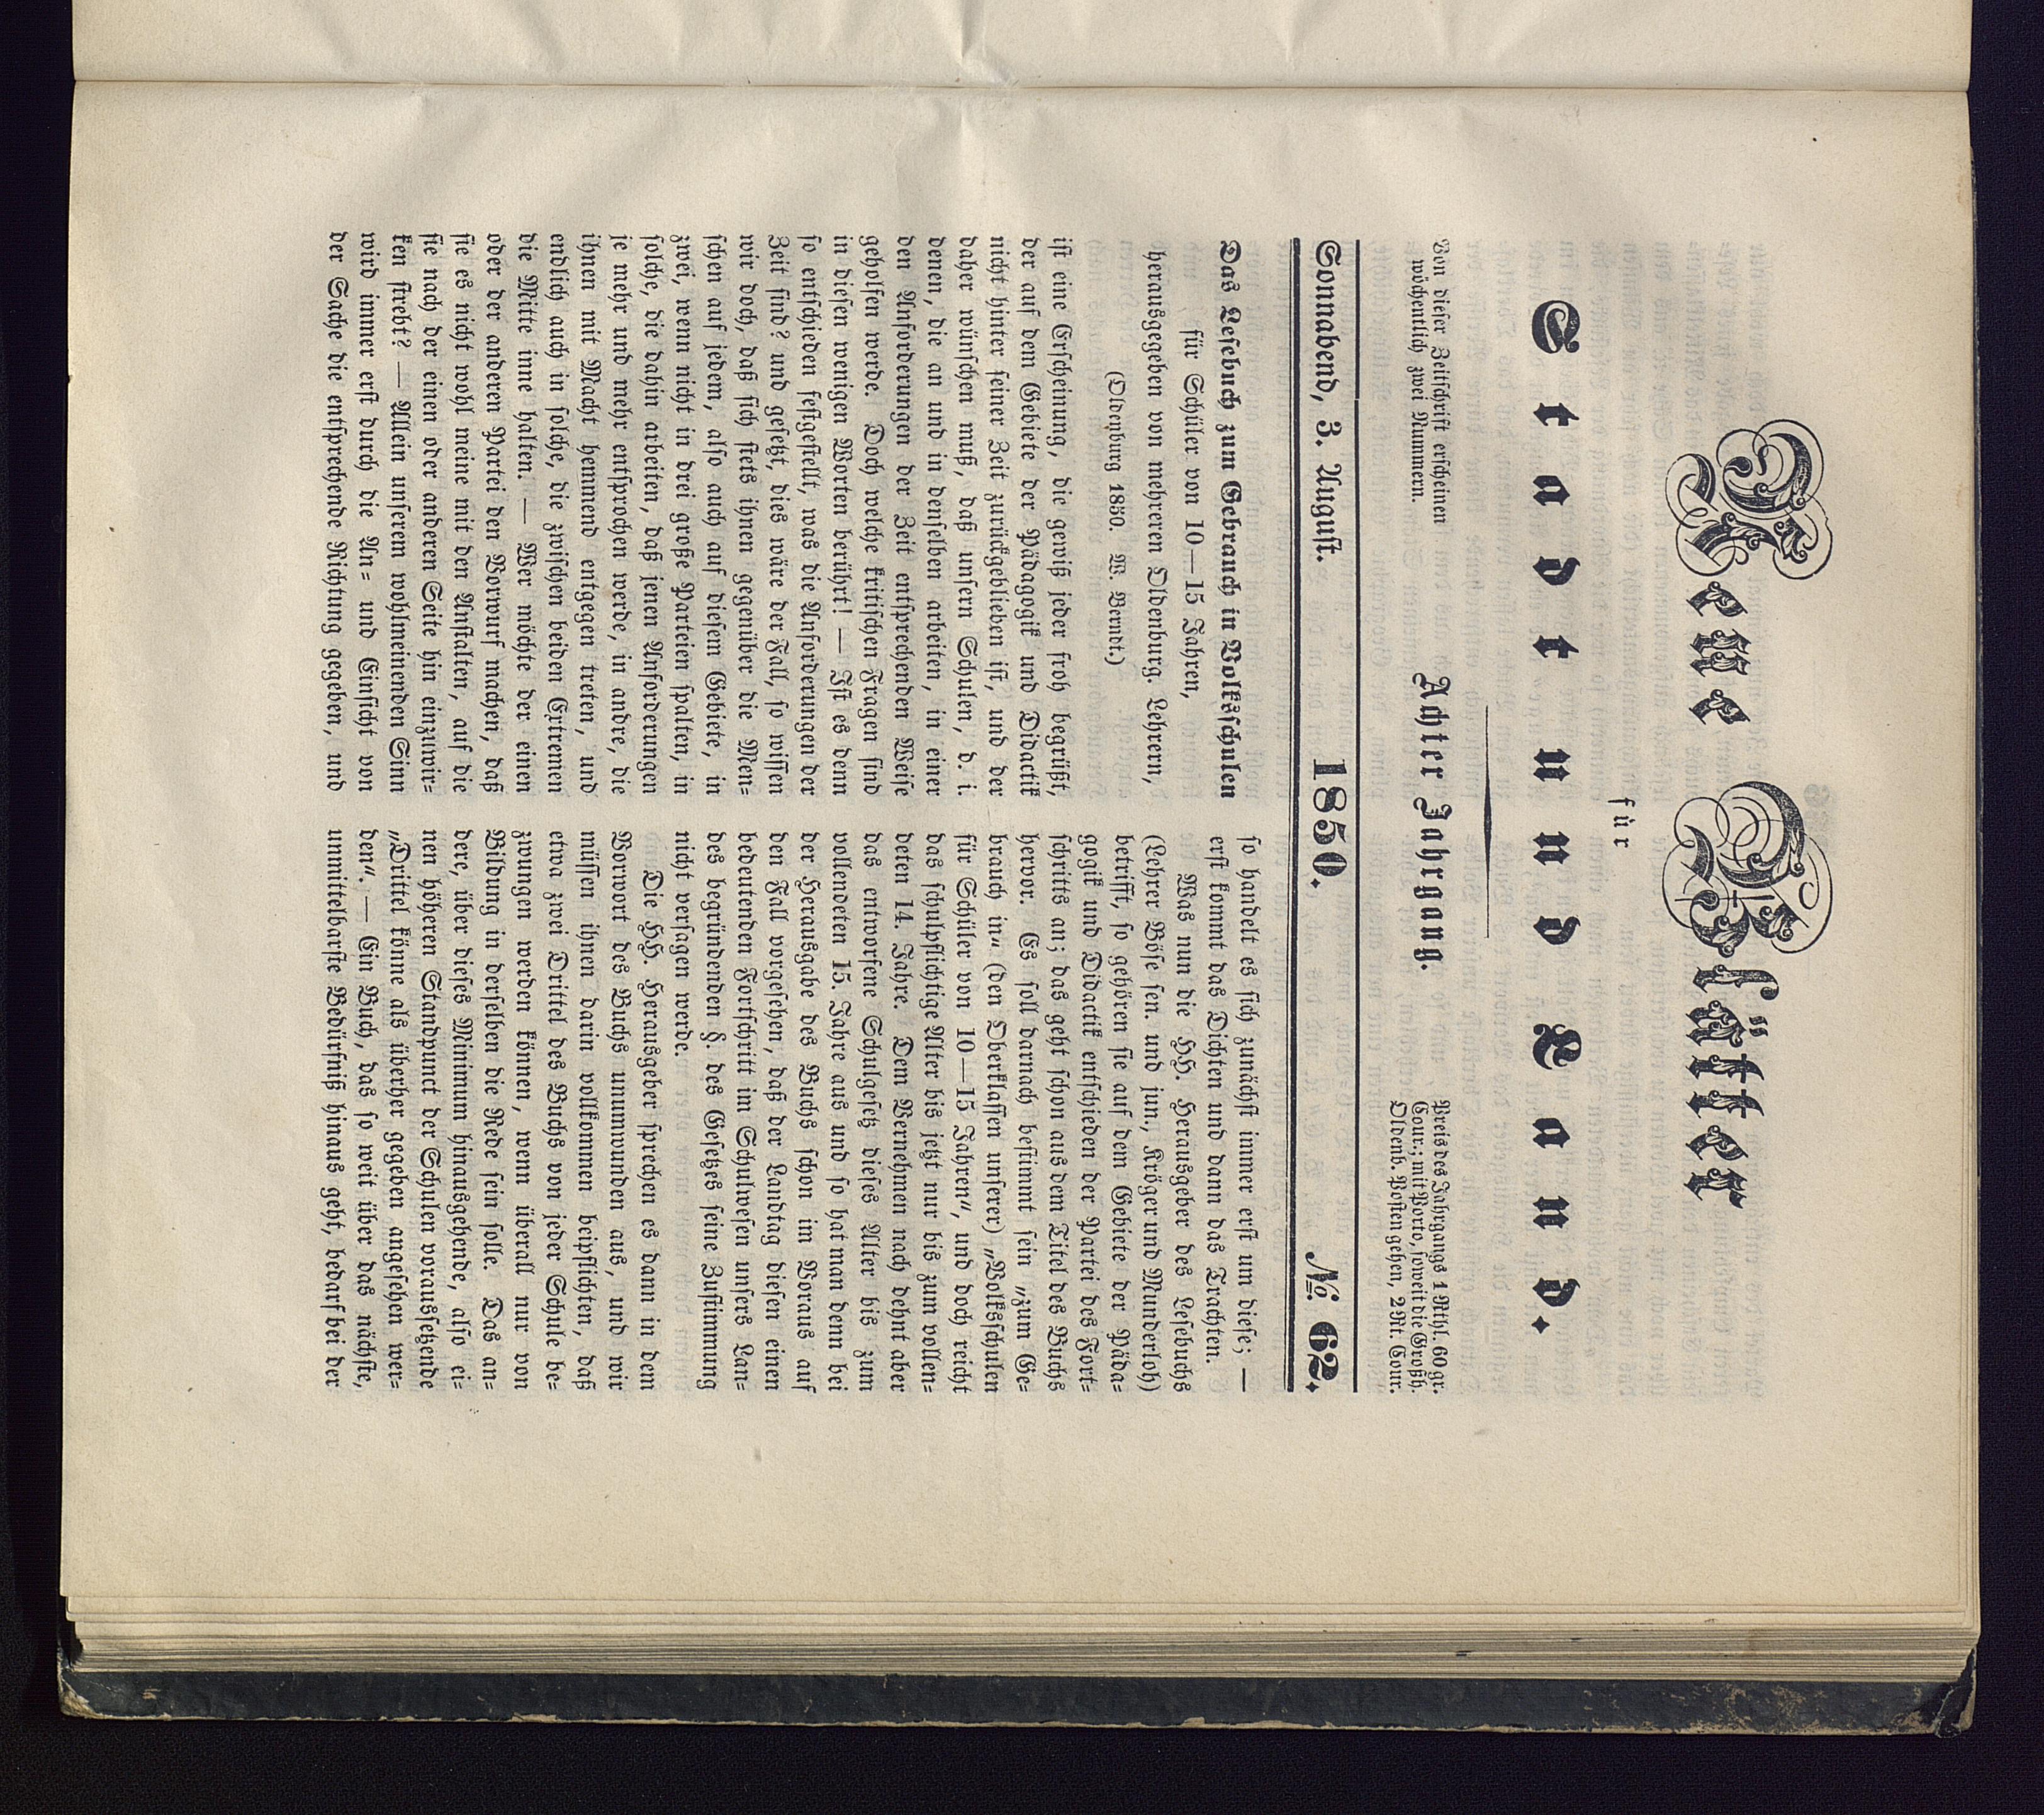 Neue Blätter
für
Stadt und Land.
Achter Jahrgang.
Von dieser Zeitschrift erscheinen
wöchentlich zwei Nummern.
Preis des Jahrgangs 1 Rthl. 60 gr.
Cour.; mit Porto, soweit die Großh.
Oldenb. Posten gehen, 2 Rt. Cour.
Sonnabend, 3. August. 1850. № 62.
Das Lesebuch zum Gebrauch in Volksschulen
für Schüler von 10—15 Jahren,
herausgegeben von mehreren Oldenburg. Lehrern,
(Oldenburg 1850. W. Berndt.)
ist eine Erscheinung, die gewiß jeder froh begrüßt,
der auf dem Gebiete der Pädagogik und Didactik
nicht hinter seiner Zeit zurückgeblieben ist, und der
daher wünschen muß, daß unsern Schulen, d. i.
denen, die an und in denselben arbeiten, in einer
den Anforderungen der Zeit entsprechenden Weise
geholfen werde. Doch welche kritischen Fragen sind
in diesen wenigen Worten berührt! — Ist es denn
so entschieden festgestellt, was die Anforderungen der
Zeit sind? und gesetzt, dies wäre der Fall, so wissen
wir doch, daß sich stets ihnen gegenüber die Men-
schen auf jedem, also auch auf diesem Gebiete, in
zwei, wenn nicht in drei große Parteien spalten, in
solche, die dahin arbeiten, daß jenen Anforderungen
je mehr und mehr entsprochen werde, in andre, die
ihnen mit Macht hemmend entgegen treten, und
endlich auch in solche, die zwischen beiden Extremen
die Mitte inne halten. — Wer möchte der einen
oder der anderen Partei den Vorwurf machen, daß
sie es nicht wohl meine mit den Anstalten, auf die
sie nach der einen oder anderen Seite hin einzuwir-
ken strebt? — Allein unserem wohlmeinenden Sinn
wird immer erst durch die An- und Einsicht von
der Sache die entsprechende Richtung gegeben, und
so handelt es sich zunächst immer erst um diese; —
erst kommt das Dichten und dann das Trachten.
Was nun die HH. Herausgeber des Lesebuchs
(Lehrer Böse sen. und jun., Kröger und Munderloh)
betrifft, so gehören sie auf dem Gebiete der Päda-
gogik und Didactik entschieden der Partei des Fort-
schritts an; das geht schon aus dem Titel des Buchs
hervor. Es soll darnach bestimmt sein „zum Ge-
brauch in“ (den Oberklassen unserer) „Volksschulen
für Schüler von 10—15 Jahren“, und doch reicht
das schulpflichtige Alter bis jetzt nur bis zum vollen-
deten 14. Jahre. Dem Vernehmen nach dehnt aber
das entworfene Schulgesetz dieses Alter bis zum
vollendeten 15. Jahre aus und so hat man denn bei
der Herausgabe des Buchs schon im Voraus auf
den Fall vorgesehen, daß der Landtag diesen einen
bedeutenden Fortschritt im Schulwesen unsers Lan-
des begründenden §. des Gesetzes seine Zustimmung
nicht versagen werde.
Die HH. Herausgeber sprechen es dann in dem
Vorwort des Buchs unumwunden aus, und wir
müssen ihnen darin vollkommen beipflichten, daß
etwa zwei Drittel des Buchs von jeder Schule be-
zwungen werden können, wenn überall nur von
Bildung in derselben die Rede sein solle. Das an-
dere, über dieses Minimum hinausgehende, also ei-
nen höheren Standpunct der Schulen voraussetzende
„Drittel könne als überher gegeben angesehen wer-
den“. — Ein Buch, das so weit über das nächste,
unmittelbarste Bedürfniß hinaus geht, bedarf bei der